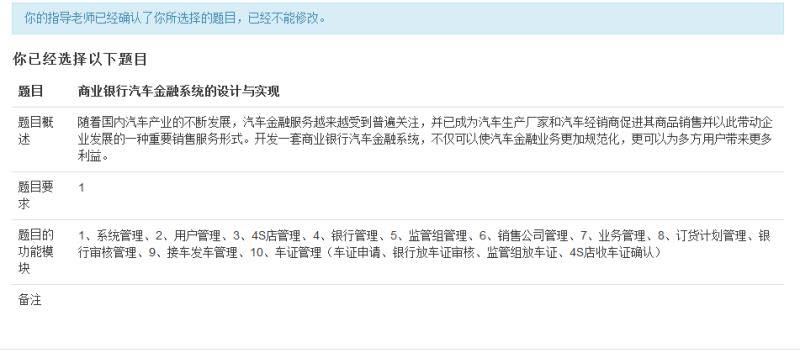 你的指导老师已经确认了你所选择的题目，已经不能修改。
你已经选择以下题目
题目 商业银行汽车金融系统的设计与实现
题目概述 随着国内汽车产业的不断发展，汽车金融服务越来越受到普遍关注，并已成为汽车生产厂家和汽车经销商促进其商品销售并以此带动企
业发展的一种重要销售服务形式。开发一套商业银行汽车金融系统，不仅可以使汽车金融业务更加规范化，更可以为多方用户带来更多
利益。
题目要求 1
题目的功能模块 1、系统管理、2、用户管理、3、4S店管理、4、银行管理、5、监管组管理、6、销售公司管理、7、业务管理、8、订货计划管理、银
行审核管理、9、接车发车管理、10、车证管理（车证申请、银行放车证审核、监管组放车证、4S店收车证确认）
备注